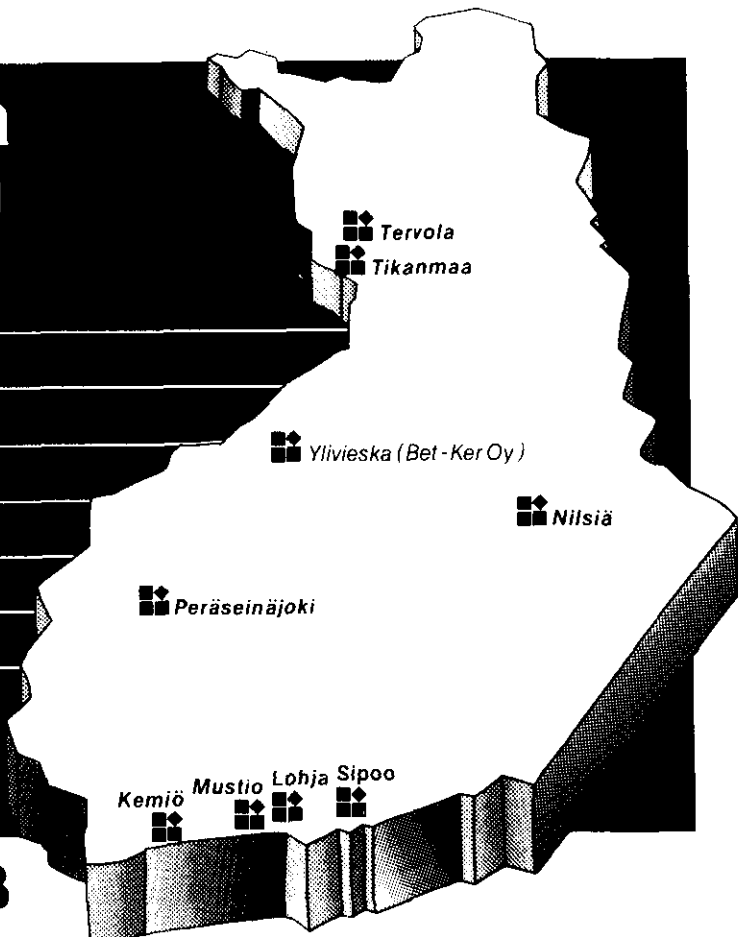 Tervola
Tikanmaa
Ylivieska (Bet-Ker Oy)
Nilsiä
Peräseinäjoki
Kemiö
Mustio
Lohja
Sipoo